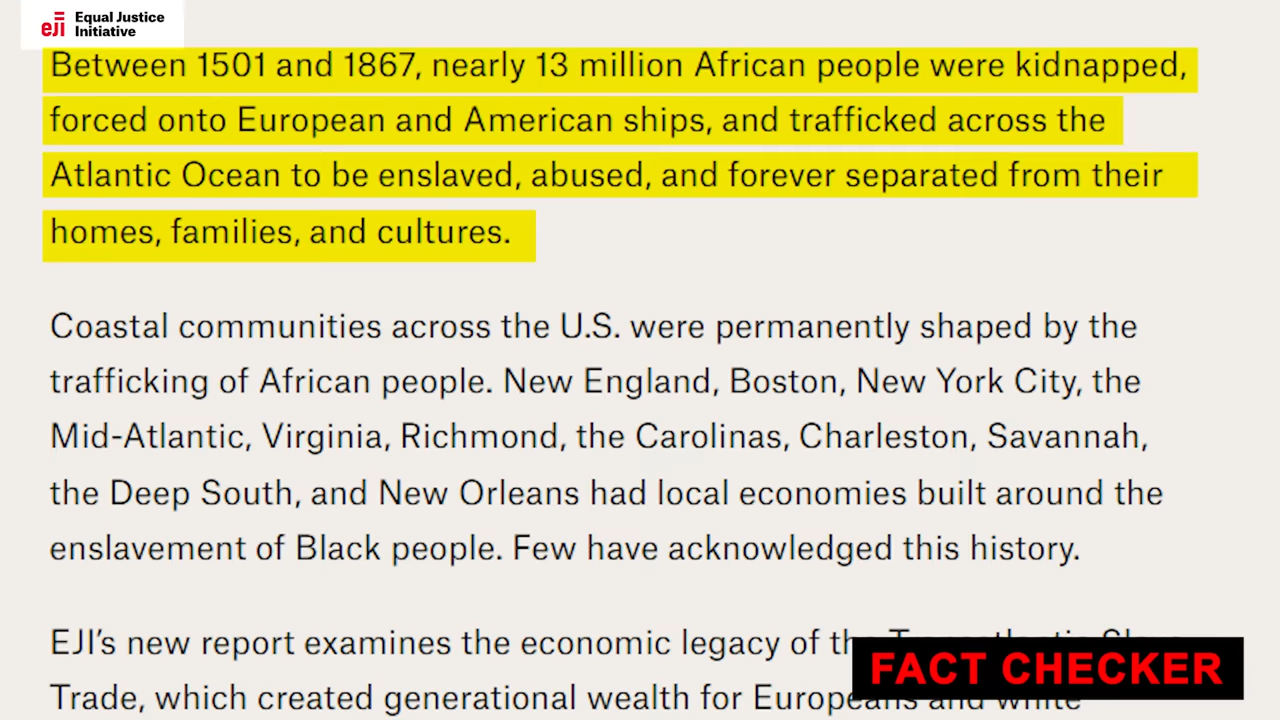 eji Equal Justice
Initiative
Between 1501 and 1867, nearly 13 million African people were kidnapped,
forced onto European and American ships, and trafficked across the
Atlantic Ocean to be enslaved, abused, and forever separated from their
homes, families, and cultures.
Coastal communities across the U.S. were permanently shaped by the
trafficking of African people. New England, Boston, New York City, the
Mid-Atlantic, Virginia, Richmond, the Carolinas, Charleston, Savannah,
the Deep South, and New Orleans had local economies built around the
enslavement of Black people. Few have acknowledged this history.
EJI’s new report examines the economic legacy of
Trade, which created generational wealth for Europeans and white
FACT CHECKER